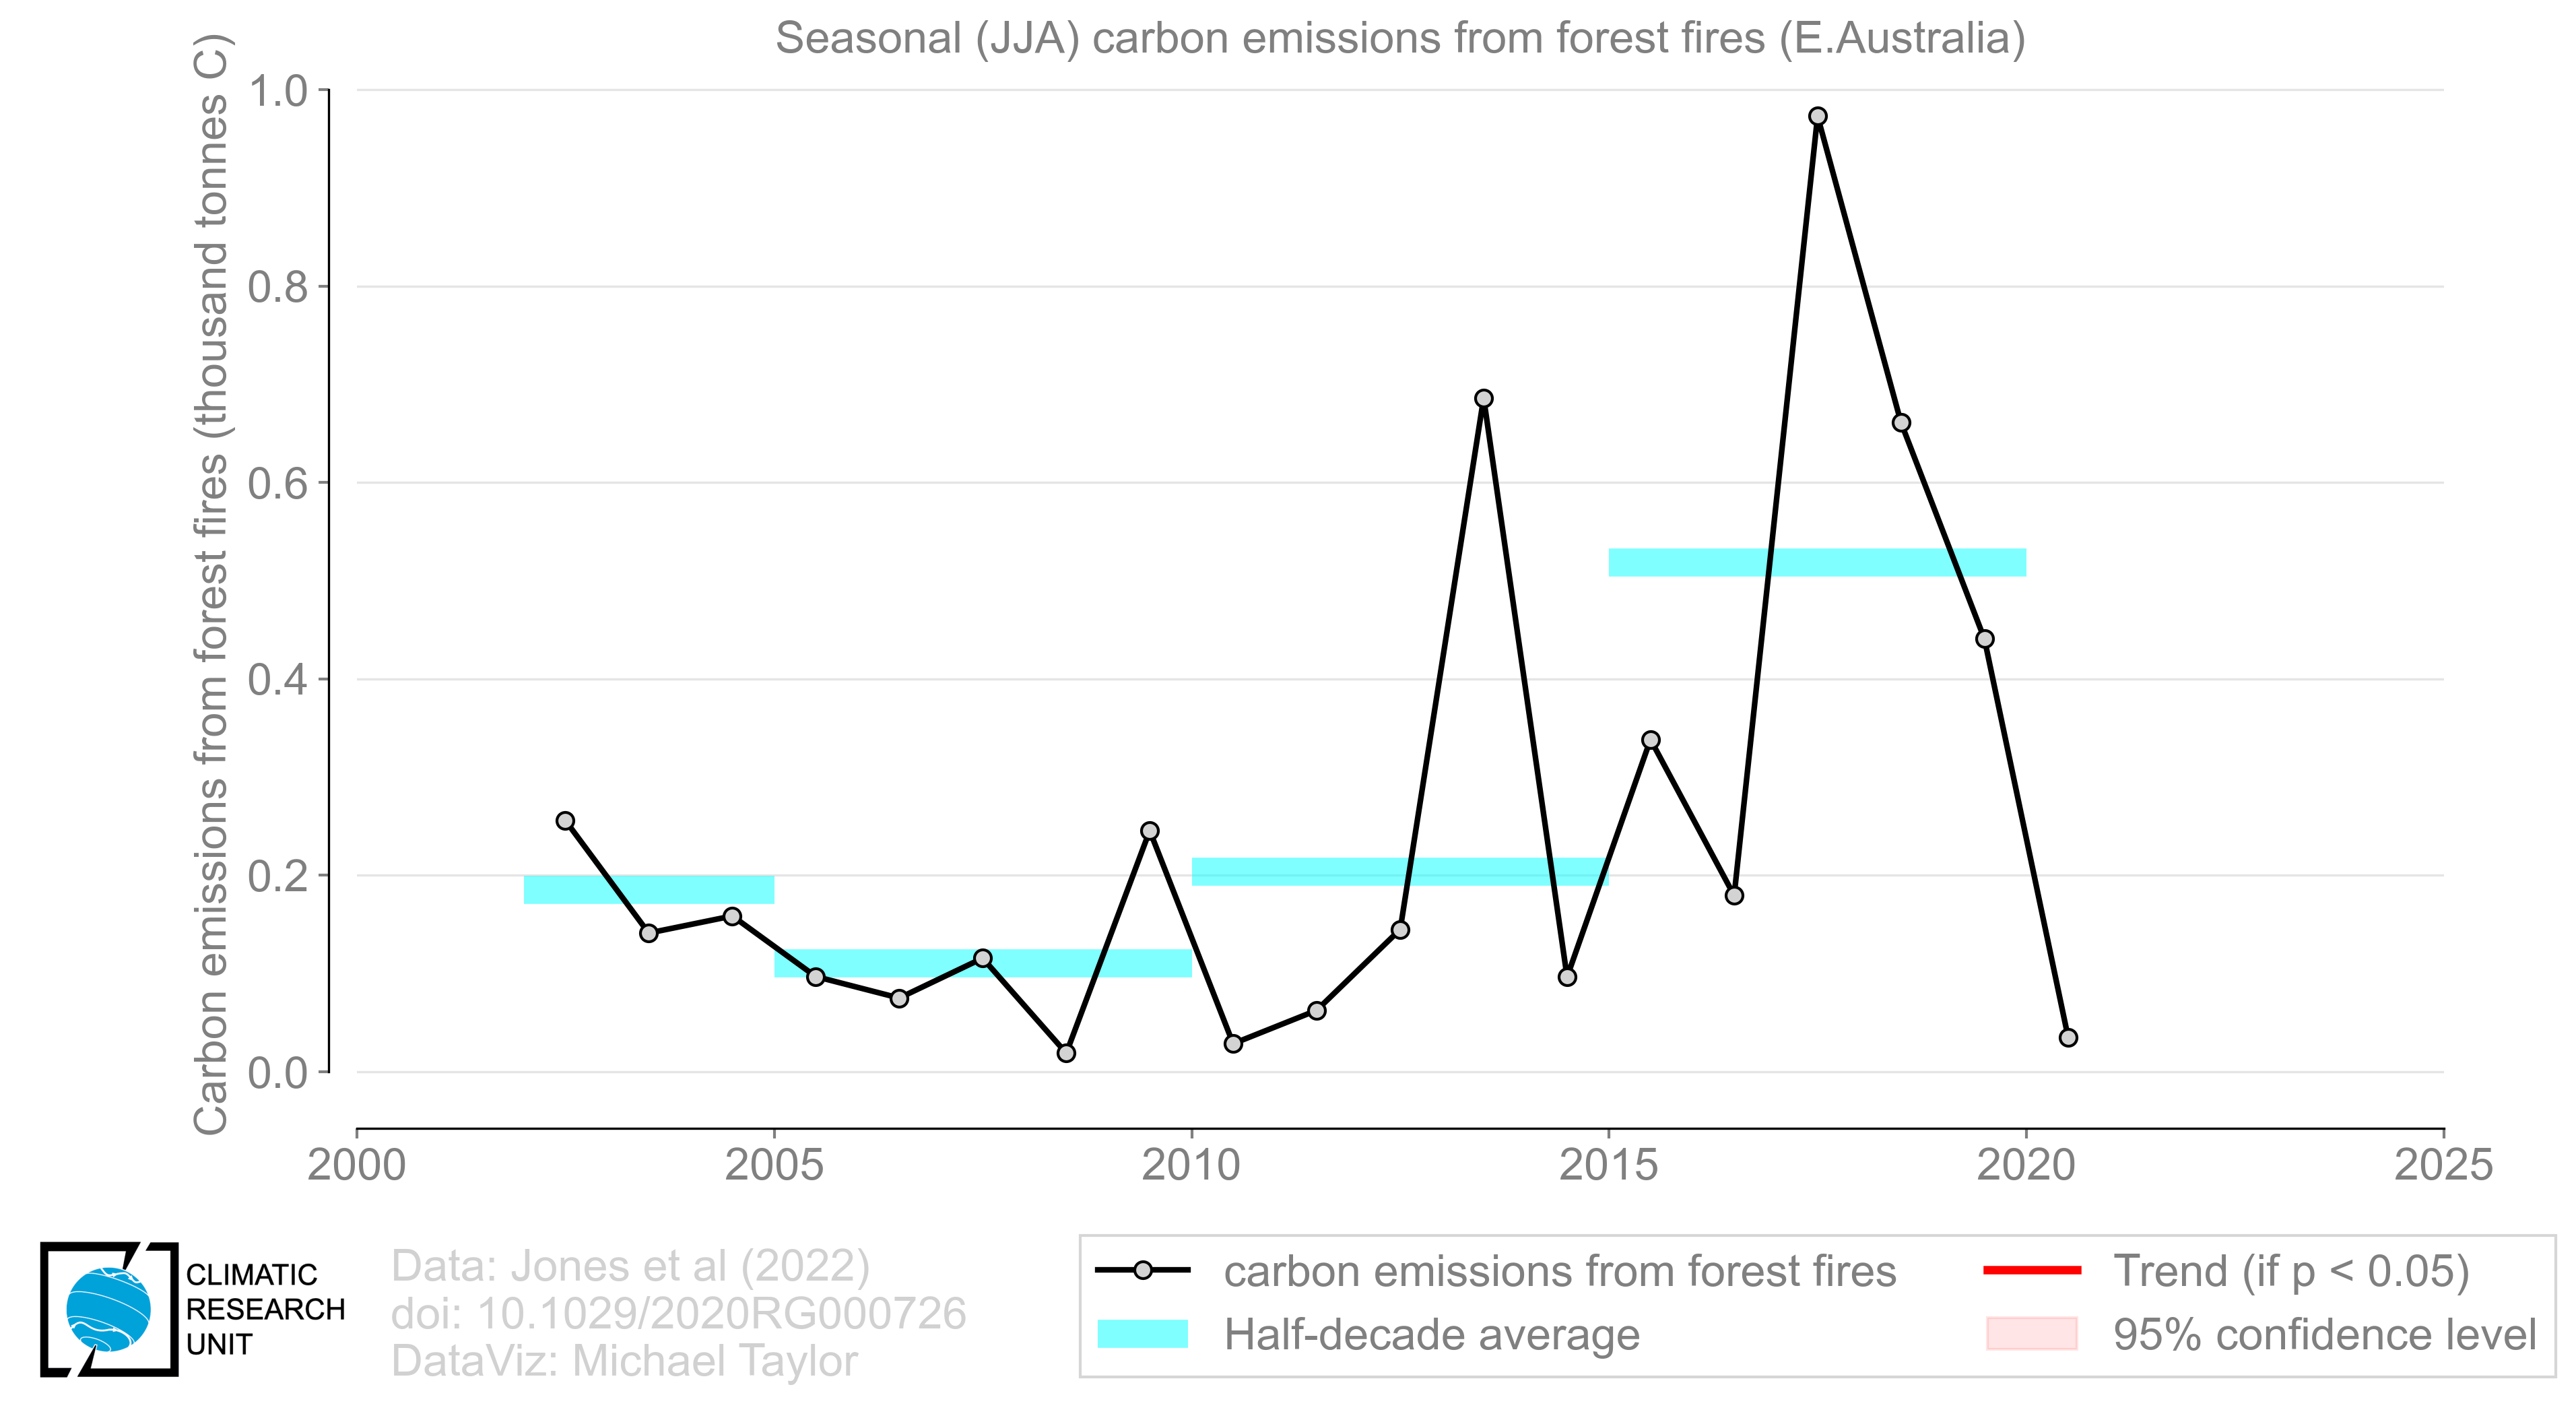 Seasonal (JJA) carbon emissions from forest fires (E.Australia)
Carbon emissions from forest fires (thousand tonnes C)
1.0
0.8
0.6
0.4
0.2
0.0
2000
2005
2010
2015
2020
2025
CLIMATIC
RESEARCH
UNIT
Data: Jones et al (2022)
doi: 10.1029/2020RG000726
DataViz: Michael Taylor
carbon emissions from forest fires
Half-decade average
Trend (if p < 0.05)
95% confidence level